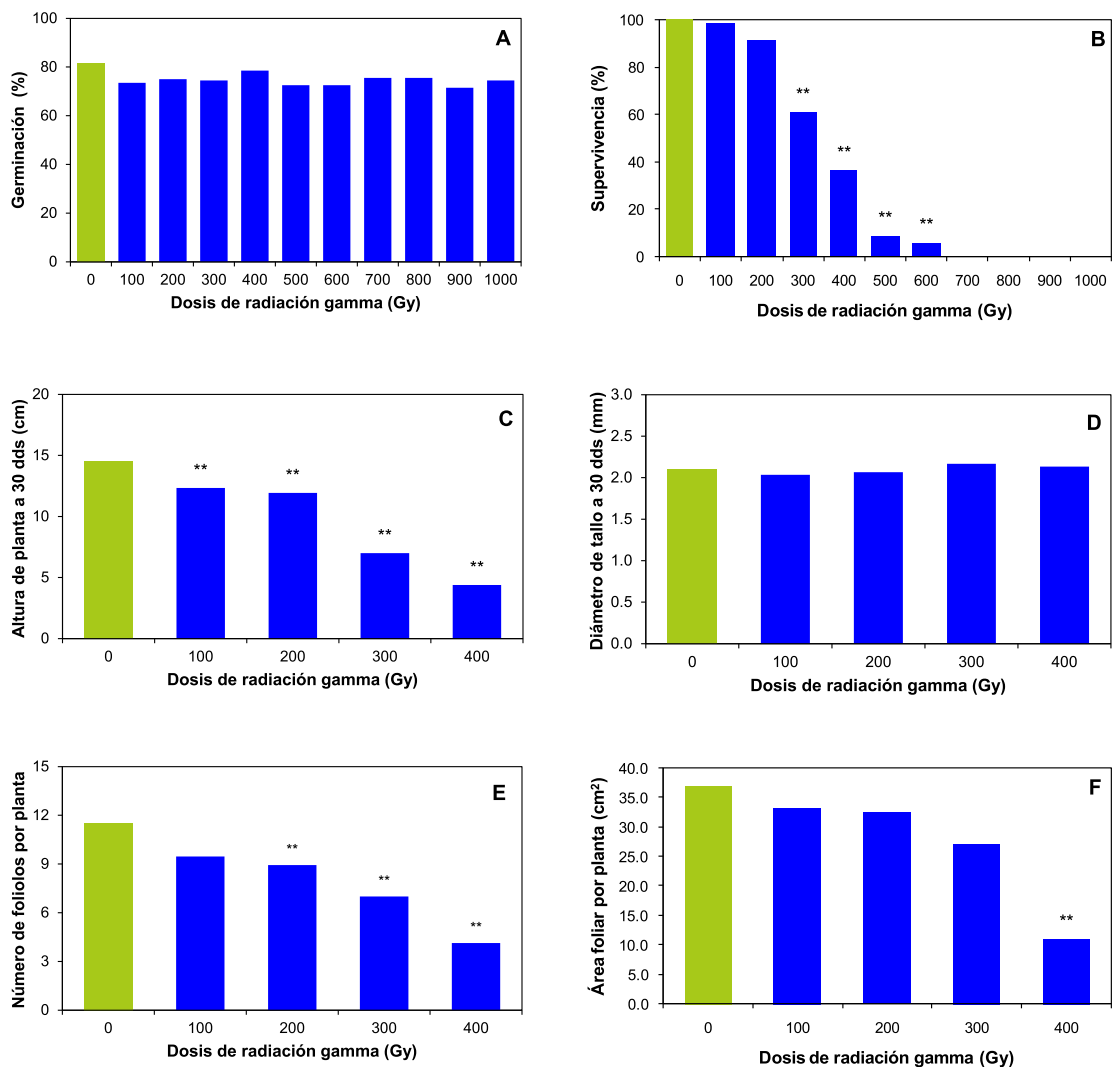 A
Germinación (%)
100
80
60
40
20
0
0 100 200 300 400 500 600 700 800 900 1000
Dosis de radiación gamma (Gy)
B
Supervivencia (%)
100
80
60
40
20
0
**
**
**
**
0 100 200 300 400 500 600 700 800 900 1000
Dosis de radiación gamma (Gy)
C
Altura de planta a 30 dds (cm)
20
15
10
5
0
**
**
**
**
0 100 200 300 400
Dosis de radiación gamma (Gy)
D
Diámetro de tallo a 30 dds (mm)
3.0
2.5
2.0
1.5
1.0
0.5
0.0
0 100 200 300 400
Dosis de radiación gamma (Gy)
E
Número de foliolos por planta
15
12
9
6
3
0
**
**
**
0 100 200 300 400
Dosis de radiación gamma (Gy)
F
Área foliar por planta (cm²)
40.0
35.0
30.0
25.0
20.0
15.0
10.0
5.0
0.0
**
0 100 200 300 400
Dosis de radiación gamma (Gy)